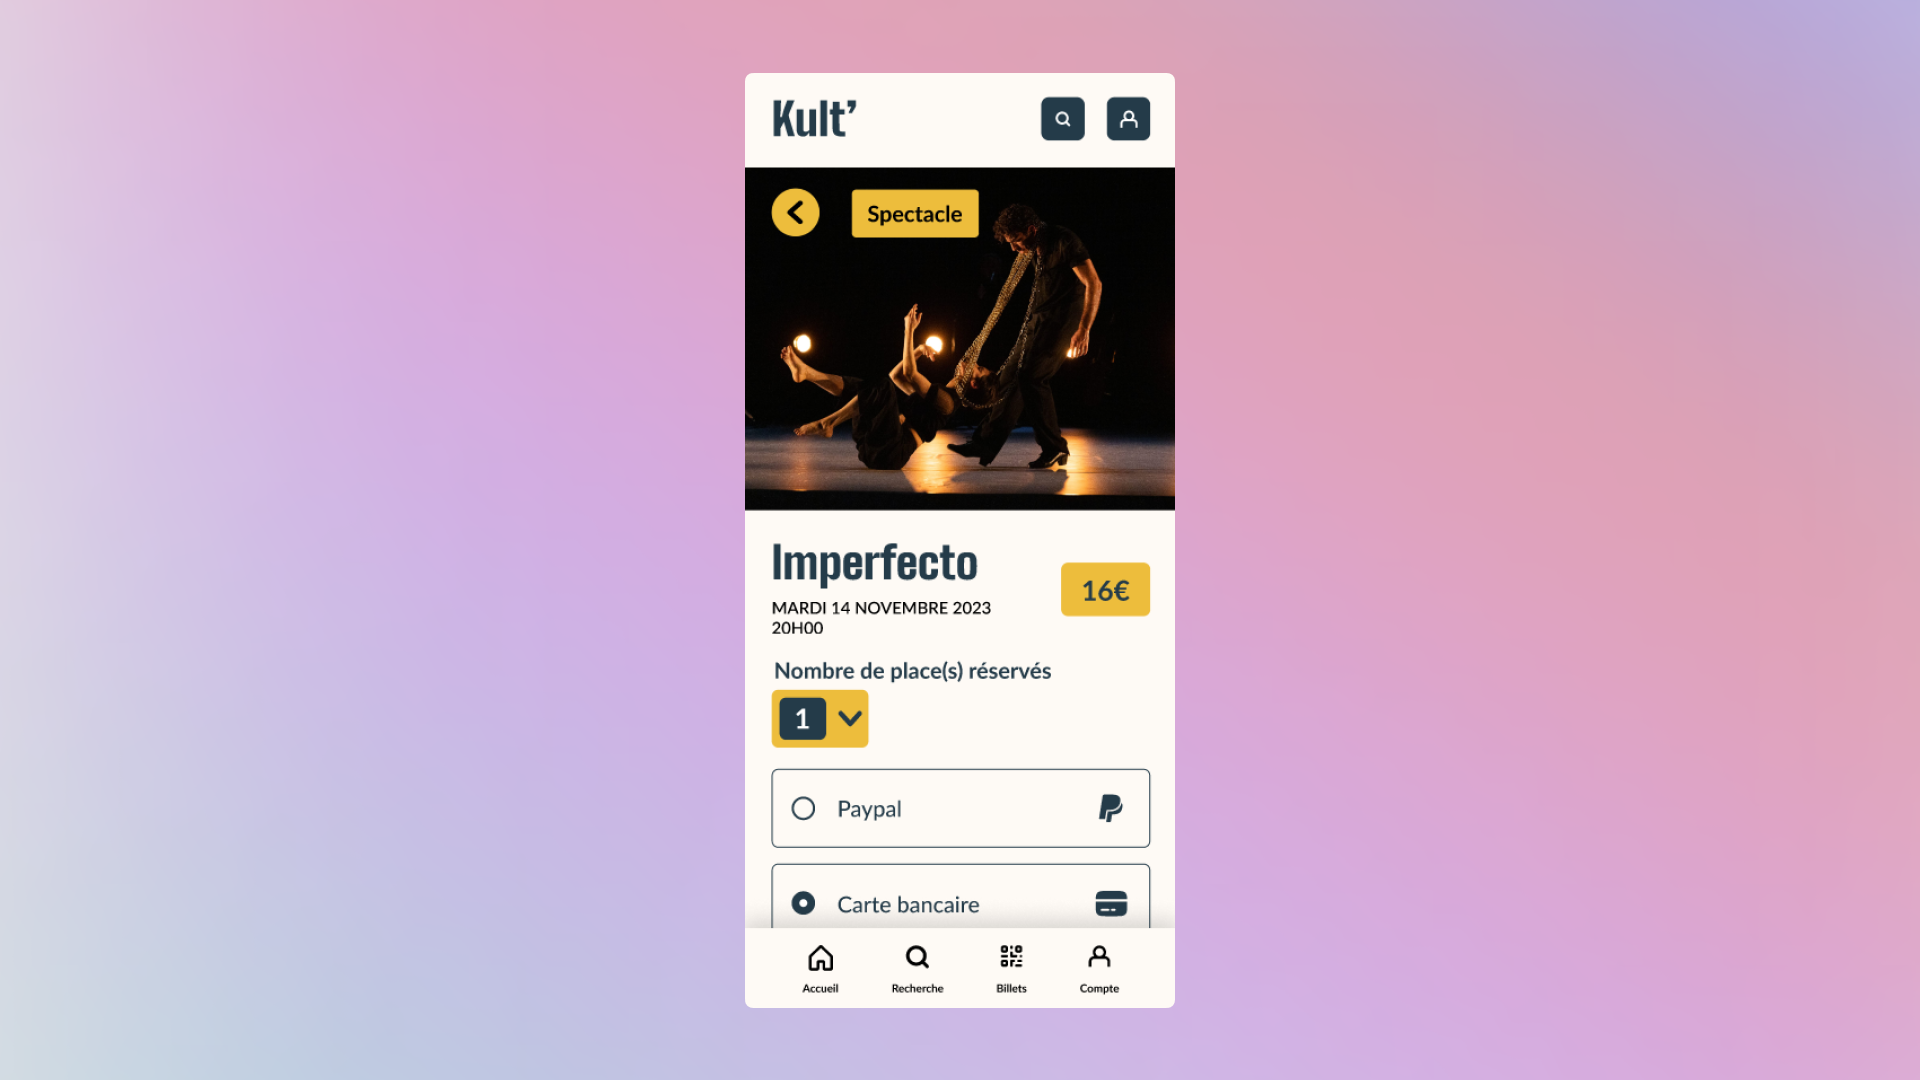 Kult’
Spectacle
Imperfecto
16€
MARDI 14 NOVEMBRE 2023
20H00
Nombre de place(s) réservés
1
Paypal
Carte bancaire
Accueil
Recherche
Billets
Compte